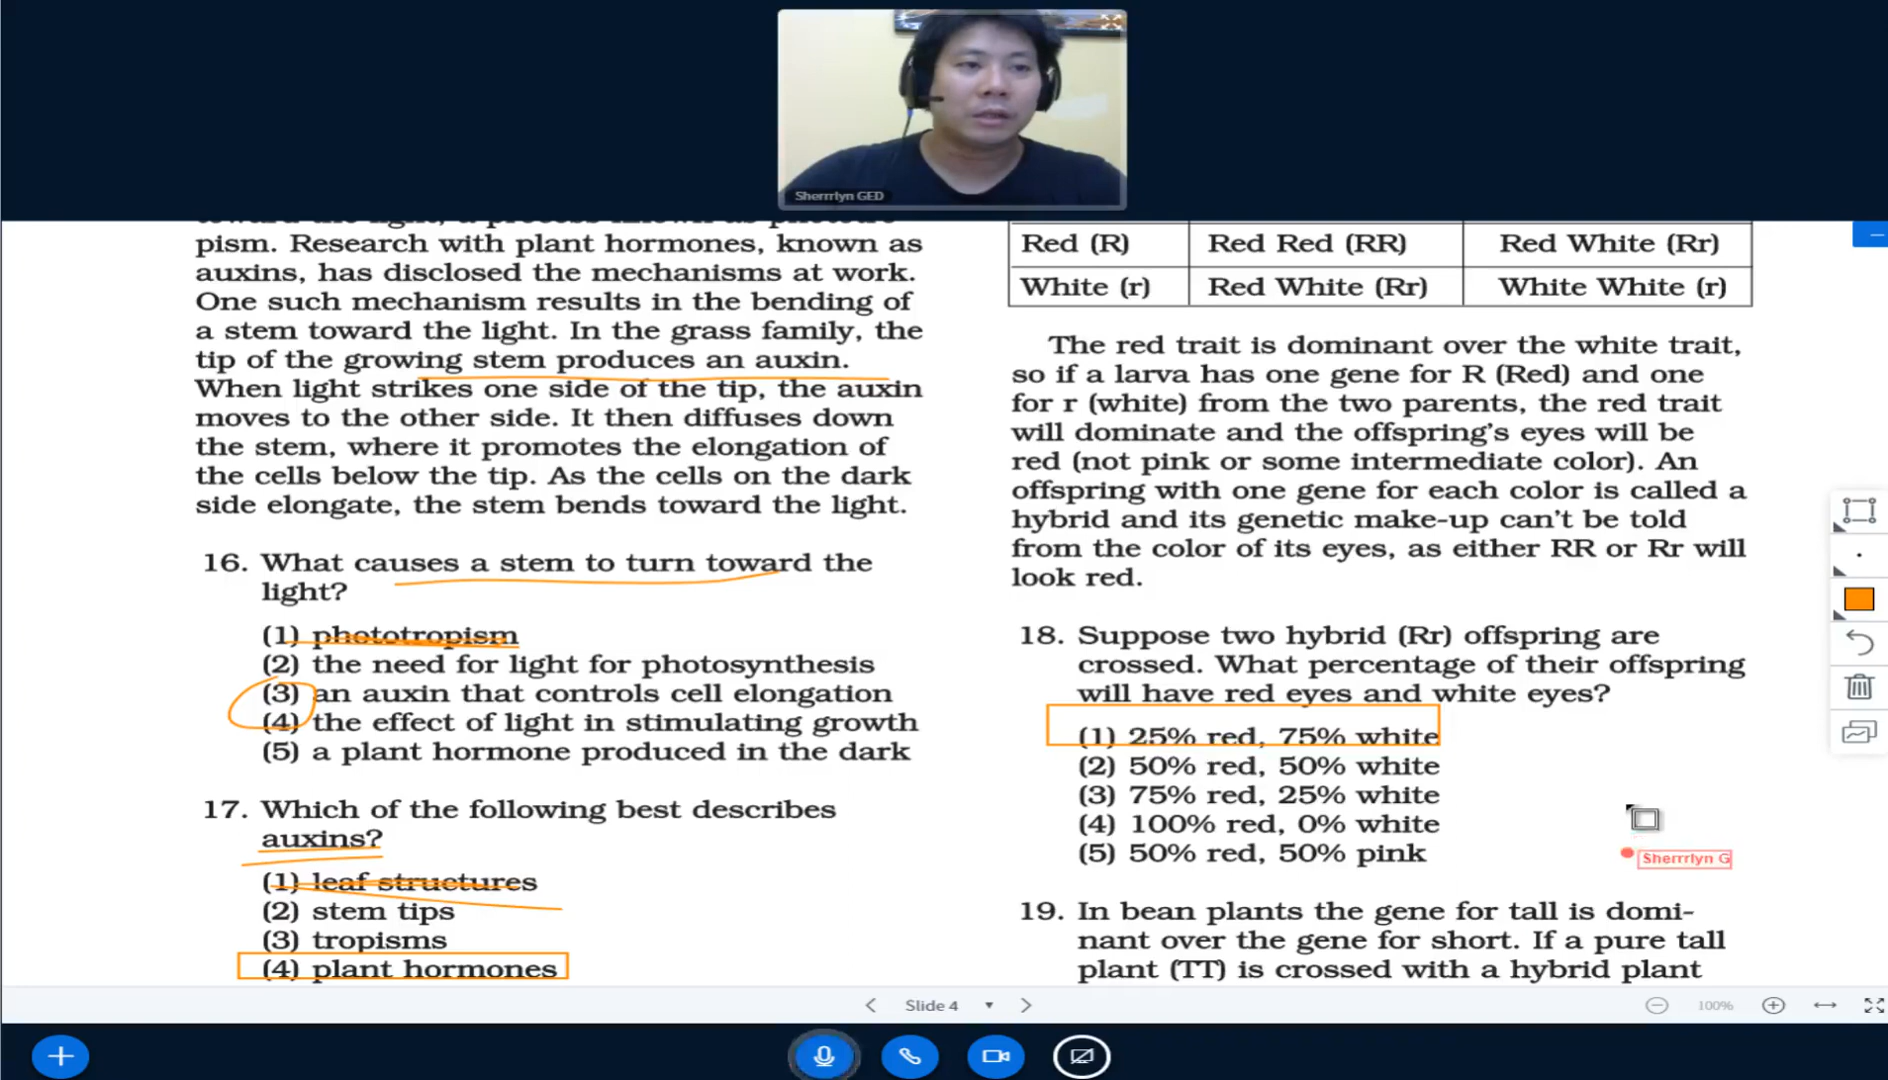 Sherrrlyn GED
toward the light, a process known as phototro-
pism. Research with plant hormones, known as
auxins, has disclosed the mechanisms at work.
One such mechanism results in the bending of
a stem toward the light. In the grass family, the
tip of the growing stem produces an auxin.
When light strikes one side of the tip, the auxin
moves to the other side. It then diffuses down
the stem, where it promotes the elongation of
the cells below the tip. As the cells on the dark
side elongate, the stem bends toward the light.
16. What causes a stem to turn toward the
light?
(1) phototropism
(2) the need for light for photosynthesis
(3) an auxin that controls cell elongation
(4) the effect of light in stimulating growth
(5) a plant hormone produced in the dark
17. Which of the following best describes
auxins?
(1) leaf structures
(2) stem tips
(3) tropisms
(4) plant hormones
Red (R) Red Red (RR) Red White (Rr)
White (r) Red White (Rr) White White (r)
The red trait is dominant over the white trait,
so if a larva has one gene for R (Red) and one
for r (white) from the two parents, the red trait
will dominate and the offspring's eyes will be
red (not pink or some intermediate color). An
offspring with one gene for each color is called a
hybrid and its genetic make-up can't be told
from the color of its eyes, as either RR or Rr will
look red.
18. Suppose two hybrid (Rr) offspring are
crossed. What percentage of their offspring
will have red eyes and white eyes?
(1) 25% red, 75% white
(2) 50% red, 50% white
(3) 75% red, 25% white
(4) 100% red, 0% white
(5) 50% red, 50% pink
Sherrrlyn G
19. In bean plants the gene for tall is domi-
nant over the gene for short. If a pure tall
plant (TT) is crossed with a hybrid plant
Slide 4
100%